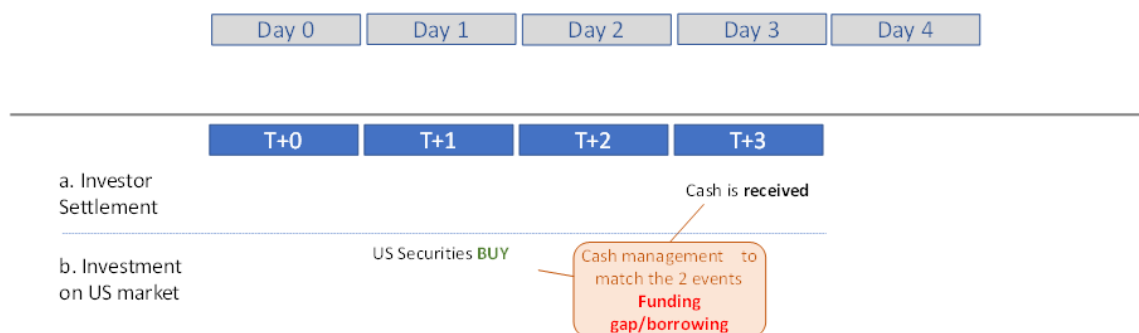 Day 0 Day 1 Day 2 Day 3 Day 4
T+0 T+1 T+2 T+3
a. Investor
Settlement
Cash is received
b. Investment
on US market
US Securities BUY
Cash management to
match the 2 events
Funding
gap/borrowing